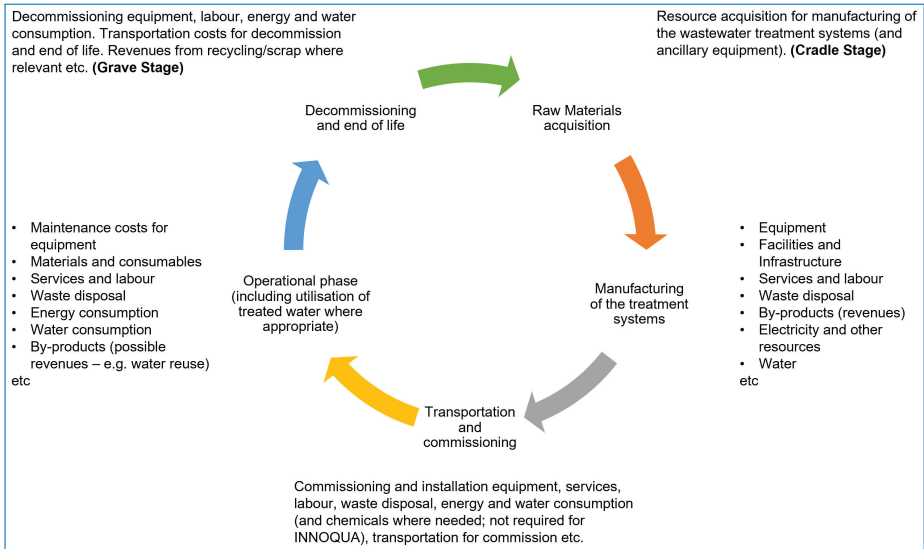 Decommissioning equipment, labour, energy and water
consumption. Transportation costs for decommission
and end of life. Revenues from recycling/scrap where
relevant etc. (Grave Stage)
Resource acquisition for manufacturing of
the wastewater treatment systems (and
ancillary equipment). (Cradle Stage)
Decommissioning
and end of life
Raw Materials
acquisition
• Maintenance costs for
equipment
• Materials and consumables
• Services and labour
• Waste disposal
• Energy consumption
• Water consumption
• By-products (possible
revenues – e.g. water reuse)
etc
Operational phase
(including utilisation of
treated water where
appropriate)
Manufacturing
of the treatment
systems
• Equipment
• Facilities and
Infrastructure
• Services and labour
• Waste disposal
• By-products (revenues)
• Electricity and other
resources
• Water
etc
Transportation
and
commissioning
Commissioning and installation equipment, services,
labour, waste disposal, energy and water consumption
(and chemicals where needed; not required for
INNOQUA), transportation for commission etc.